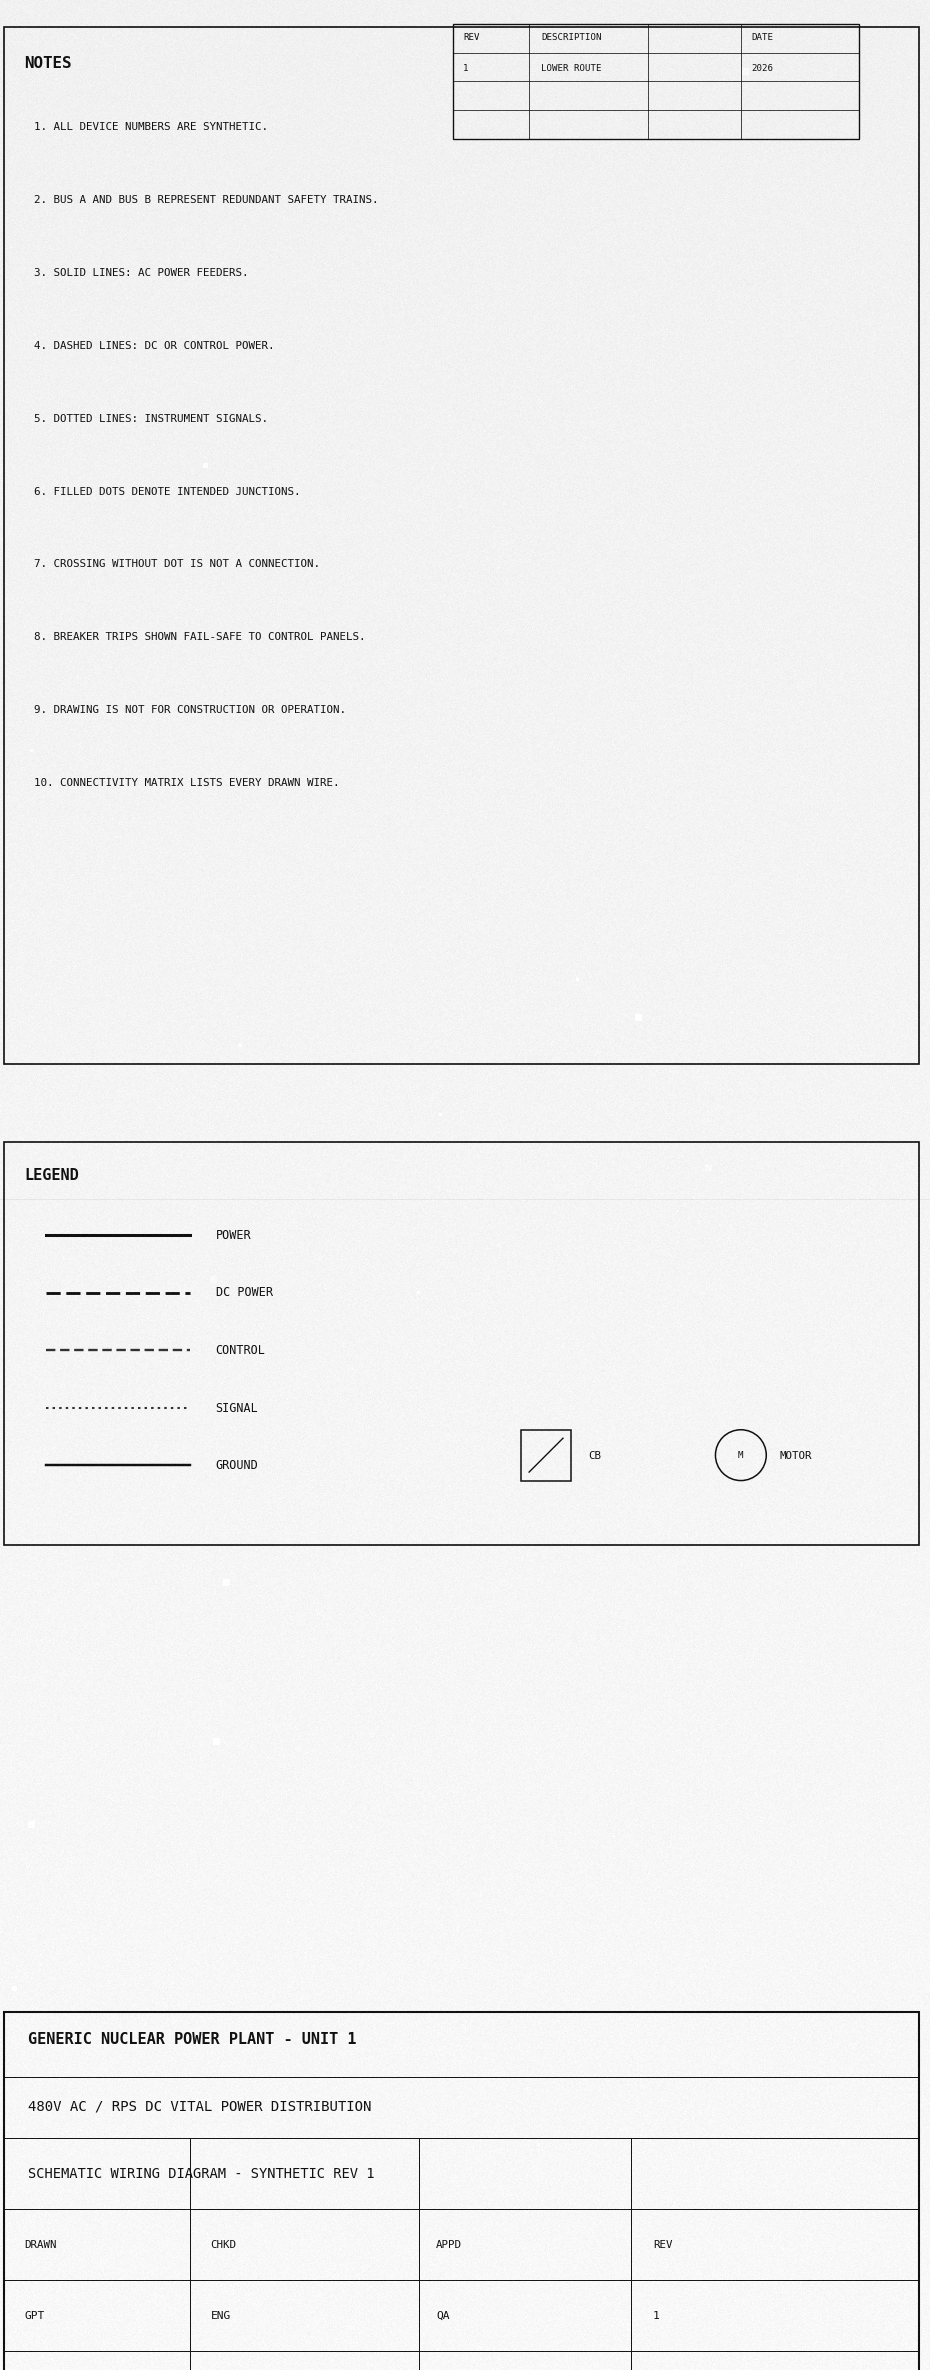 NOTES
REV DESCRIPTION DATE
1 LOWER ROUTE 2026
1. ALL DEVICE NUMBERS ARE SYNTHETIC.
2. BUS A AND BUS B REPRESENT REDUNDANT SAFETY TRAINS.
3. SOLID LINES: AC POWER FEEDERS.
4. DASHED LINES: DC OR CONTROL POWER.
5. DOTTED LINES: INSTRUMENT SIGNALS.
6. FILLED DOTS DENOTE INTENDED JUNCTIONS.
7. CROSSING WITHOUT DOT IS NOT A CONNECTION.
8. BREAKER TRIPS SHOWN FAIL-SAFE TO CONTROL PANELS.
9. DRAWING IS NOT FOR CONSTRUCTION OR OPERATION.
10. CONNECTIVITY MATRIX LISTS EVERY DRAWN WIRE.
LEGEND
POWER
DC POWER
CONTROL
SIGNAL
GROUND
CB
M MOTOR
GENERIC NUCLEAR POWER PLANT - UNIT 1
480V AC / RPS DC VITAL POWER DISTRIBUTION
SCHEMATIC WIRING DIAGRAM - SYNTHETIC REV 1
DRAWN CHKD APPD REV
GPT ENG QA 1